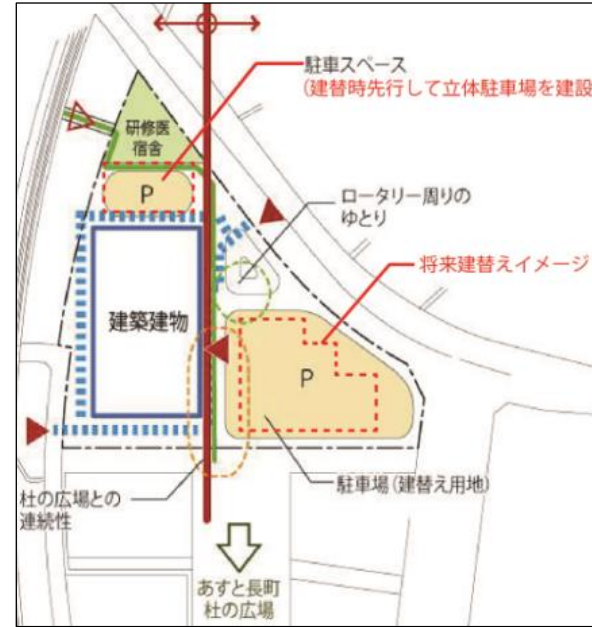 駐車スペース
(建替時先行して立体駐車場を建設
研修医
宿舎
P
ロータリー周りの
ゆとり
将来建替えイメージ
建築建物
P
駐車場(建替え用地)
杜の広場との
連続性
あすと長町
杜の広場